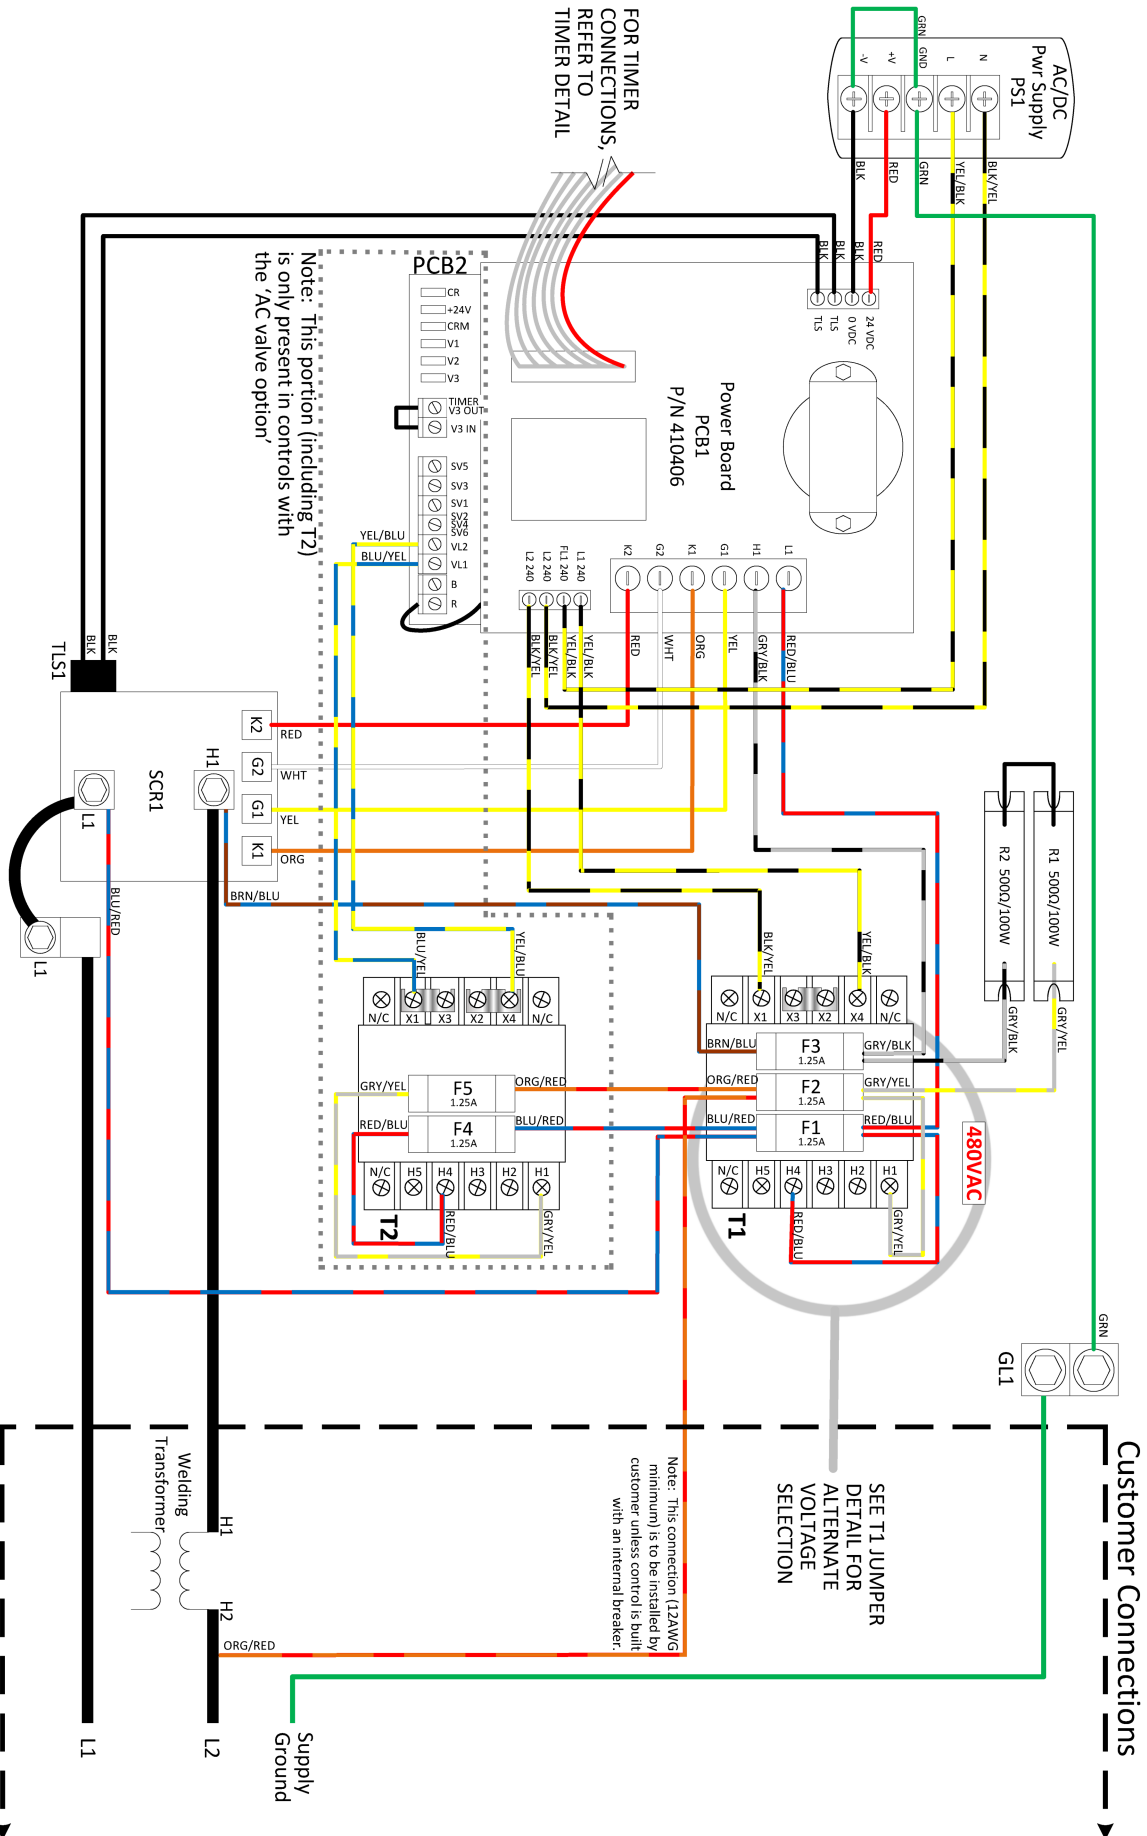 FOR TIMER
CONNECTIONS,
REFER TO
TIMER DETAIL
AC/DC
Pwr Supply
PS1
N
L
GND
+V
-V
GRN
BLK/YEL
YEL/BLK
GRN
RED
BLK
RED
BLK
BLK
BLK
24 VDC
0 VDC
TLS
TLS
Power Board
PCB1
P/N 410406
PCB2
CR
+24V
CRM
V1
V2
V3
TIMER
V3 OUT
V3 IN
SV5
SV3
SV1
SV2
SV4
SV6
VL2
VL1
B
R
YEL/BLU
BLU/YEL
Note: This portion (including T2)
is only present in controls with
the 'AC valve option'
L1
H1
G1
K1
G2
K2
L1 240
FL1 240
L2 240
L2 240
RED/BLU
GRY/BLK
YEL
ORG
WHT
RED
YEL/BLK
YEL/BLK
BLK/YEL
BLK/YEL
BLK
BLK
TLS1
K2
RED
G2
WHT
G1
YEL
K1
ORG
H1
SCR1
L1
L1
BLU/RED
BRN/BLU
R1 500Ω/100W
R2 500Ω/100W
GRY/YEL
GRY/BLK
BLU/YEL
YEL/BLU
N/C
X1
X3
X2
X4
N/C
F5
1.25A
F4
1.25A
GRY/YEL
RED/BLU
ORG/RED
BLU/RED
N/C
H5
H4
H3
H2
H1
T2
RED/BLU
GRY/YEL
BLK/YEL
YEL/BLK
N/C
X1
X3
X2
X4
N/C
F3
1.25A
F2
1.25A
F1
1.25A
BRN/BLU
ORG/RED
BLU/RED
GRY/BLK
GRY/YEL
RED/BLU
N/C
H5
H4
H3
H2
H1
T1
RED/BLU
GRY/YEL
480VAC
GRN
GL1
SEE T1 JUMPER
DETAIL FOR
ALTERNATE
VOLTAGE
SELECTION
Customer Connections
Note: This connection (12AWG
minimum) is to be installed by
customer unless control is built
with an internal breaker.
Welding
Transformer
H1
H2
ORG/RED
L1
L2
Supply
Ground